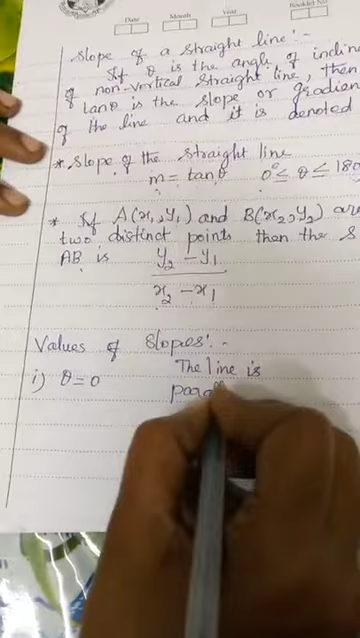 Date
Month
Year
Booklet No
Slope of a straight line :-
If θ is the angle of
of non-vertical straight line, then
tanθ is the slope or
of the line and it is denoted
* Slope of the straight line
m = tanθ 0° ≤ θ ≤ 180
* If A(x₁, y₁) and B(x₂, y₂) are
two distinct points then the
AB is y₂ - y₁
x₂ - x₁
Values of Slopes :-
i) θ = 0 The line is